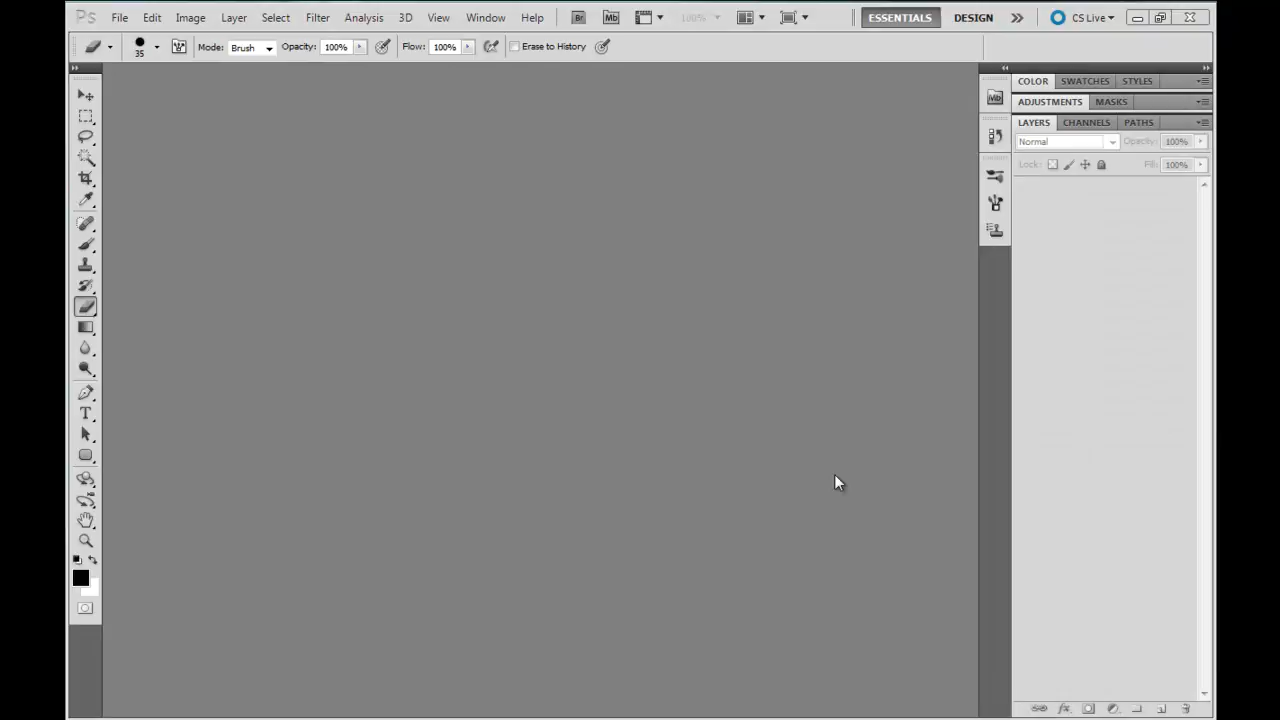 Ps File Edit Image Layer Select Filter Analysis 3D View Window Help Br Mb 100% ESSENTIALS DESIGN CS Live
35 Mode: Brush Opacity: 100% Flow: 100% Erase to History
COLOR SWATCHES STYLES
Mb
ADJUSTMENTS MASKS
LAYERS CHANNELS PATHS
Normal Opacity: 100%
Lock: Fill: 100%
T
fx